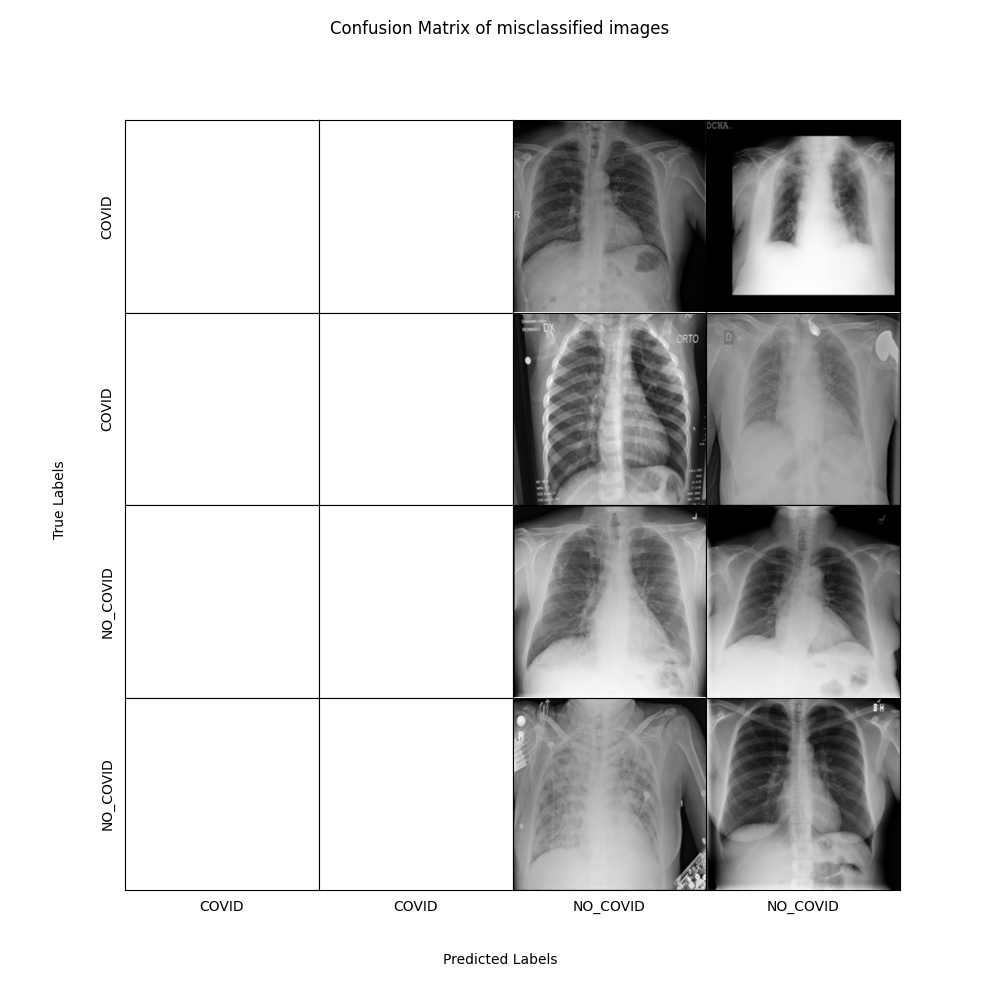 Confusion Matrix of misclassified images
DCHA.
COVID
R
DX
ORTO
COVID
D
True Labels
NO_COVID
L
NO_COVID
R
COVID
COVID
NO_COVID
NO_COVID
Predicted Labels